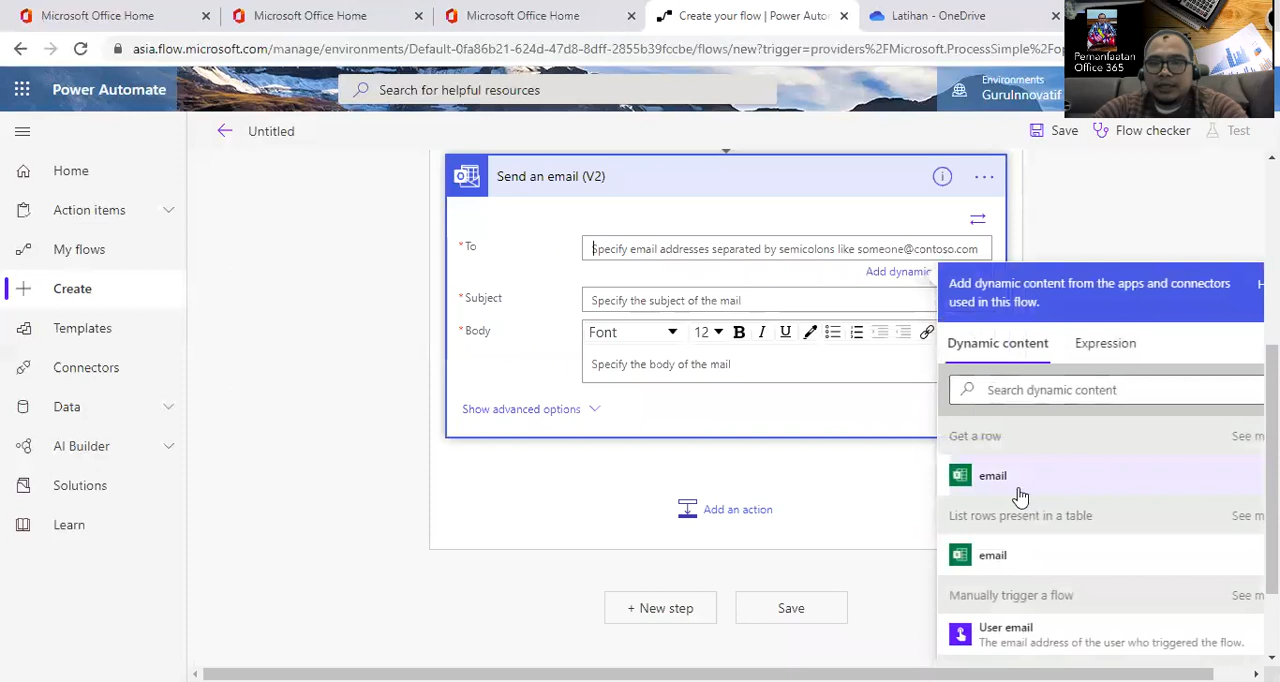 Microsoft Office Home
Microsoft Office Home
Microsoft Office Home
Create your flow | Power Auto
Latihan - OneDrive
asia.flow.microsoft.com/manage/environments/Default-0fa86b21-624d-47d8-8dff-2855b39fccbe/flows/new?trigger=providers%2FMicrosoft.ProcessSimple%2Fop
Pemanfaatan
Office 365
Power Automate
Search for helpful resources
Environments
GuruInnovatif
Untitled
Save
Flow checker
Test
Home
Action items
My flows
Create
Templates
Connectors
Data
AI Builder
Solutions
Learn
Send an email (V2)
* To
Specify email addresses separated by semicolons like someone@contoso.com
Add dynamic
* Subject
Specify the subject of the mail
* Body
Font
12
B
I
U
Specify the body of the mail
Show advanced options
Add an action
+ New step
Save
Add dynamic content from the apps and connectors
used in this flow.
H
Dynamic content
Expression
Search dynamic content
Get a row
See m
email
List rows present in a table
See m
email
Manually trigger a flow
See m
User email
The email address of the user who triggered the flow.